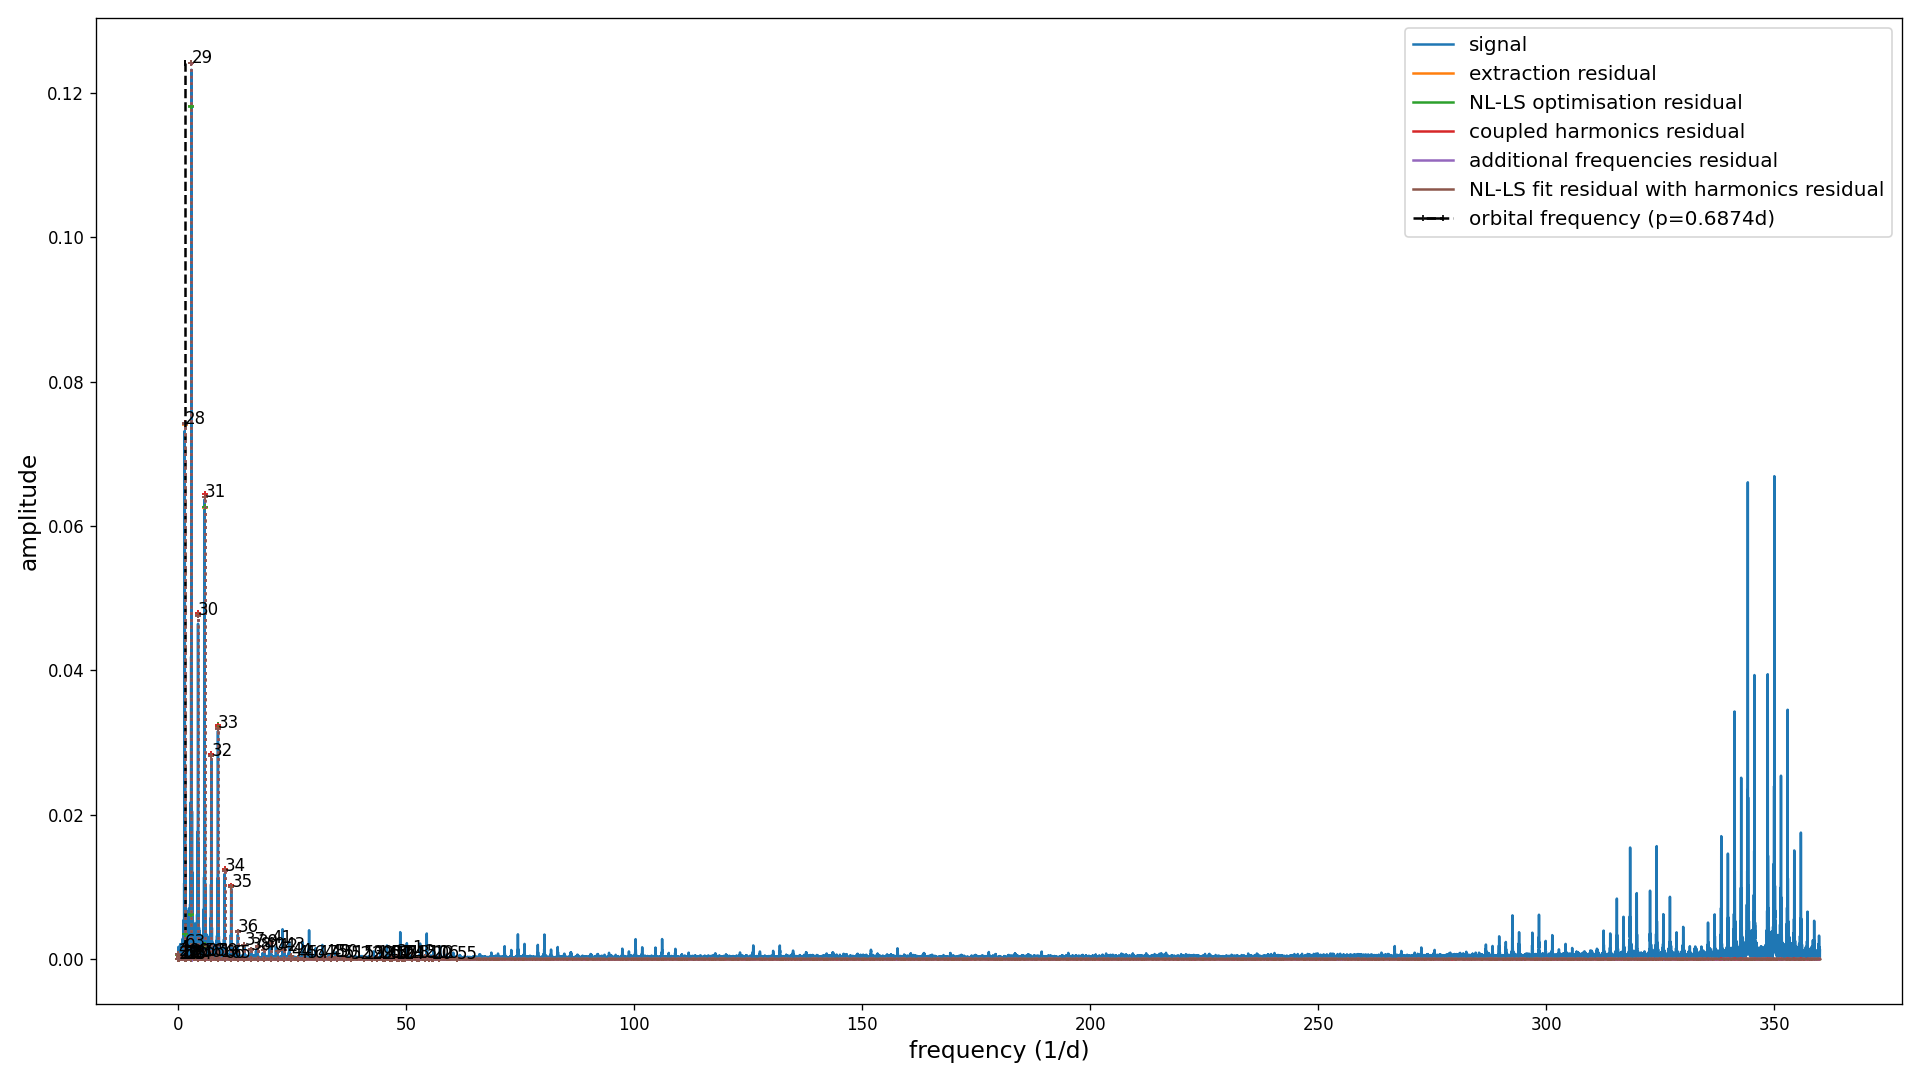 signal
extraction residual
NL-LS optimisation residual
coupled harmonics residual
additional frequencies residual
NL-LS fit residual with harmonics residual
orbital frequency (p=0.6874d)
29
28
31
30
33
32
34
35
36
63
55
0.12
0.10
0.08
0.06
0.04
0.02
0.00
amplitude
0
50
100
150
200
250
300
350
frequency (1/d)